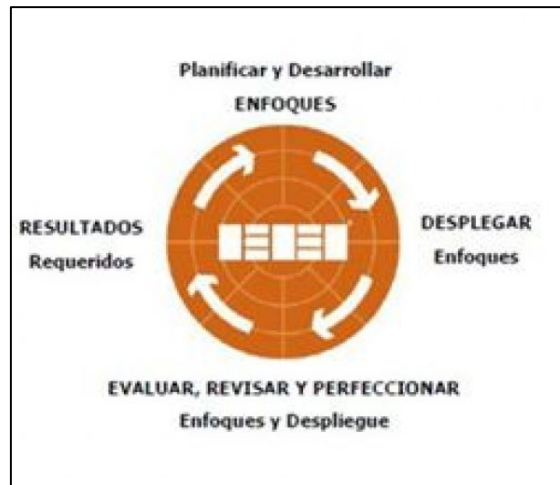 Planificar y Desarrollar
ENFOQUES
RESULTADOS
Requeridos
DESPLEGAR
Enfoques
EVALUAR, REVISAR Y PERFECCIONAR
Enfoques y Despliegue